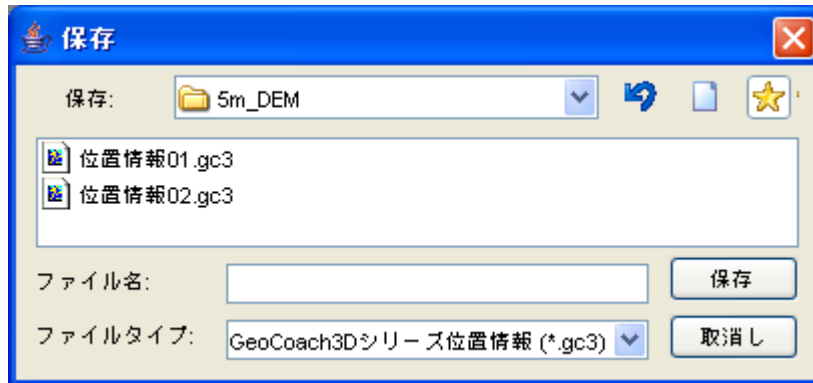 保存
保存: 5m_DEM
位置情報01.gc3
位置情報02.gc3
ファイル名: 保存
ファイルタイプ: GeoCoach3Dシリーズ位置情報 (*.gc3) 取消し